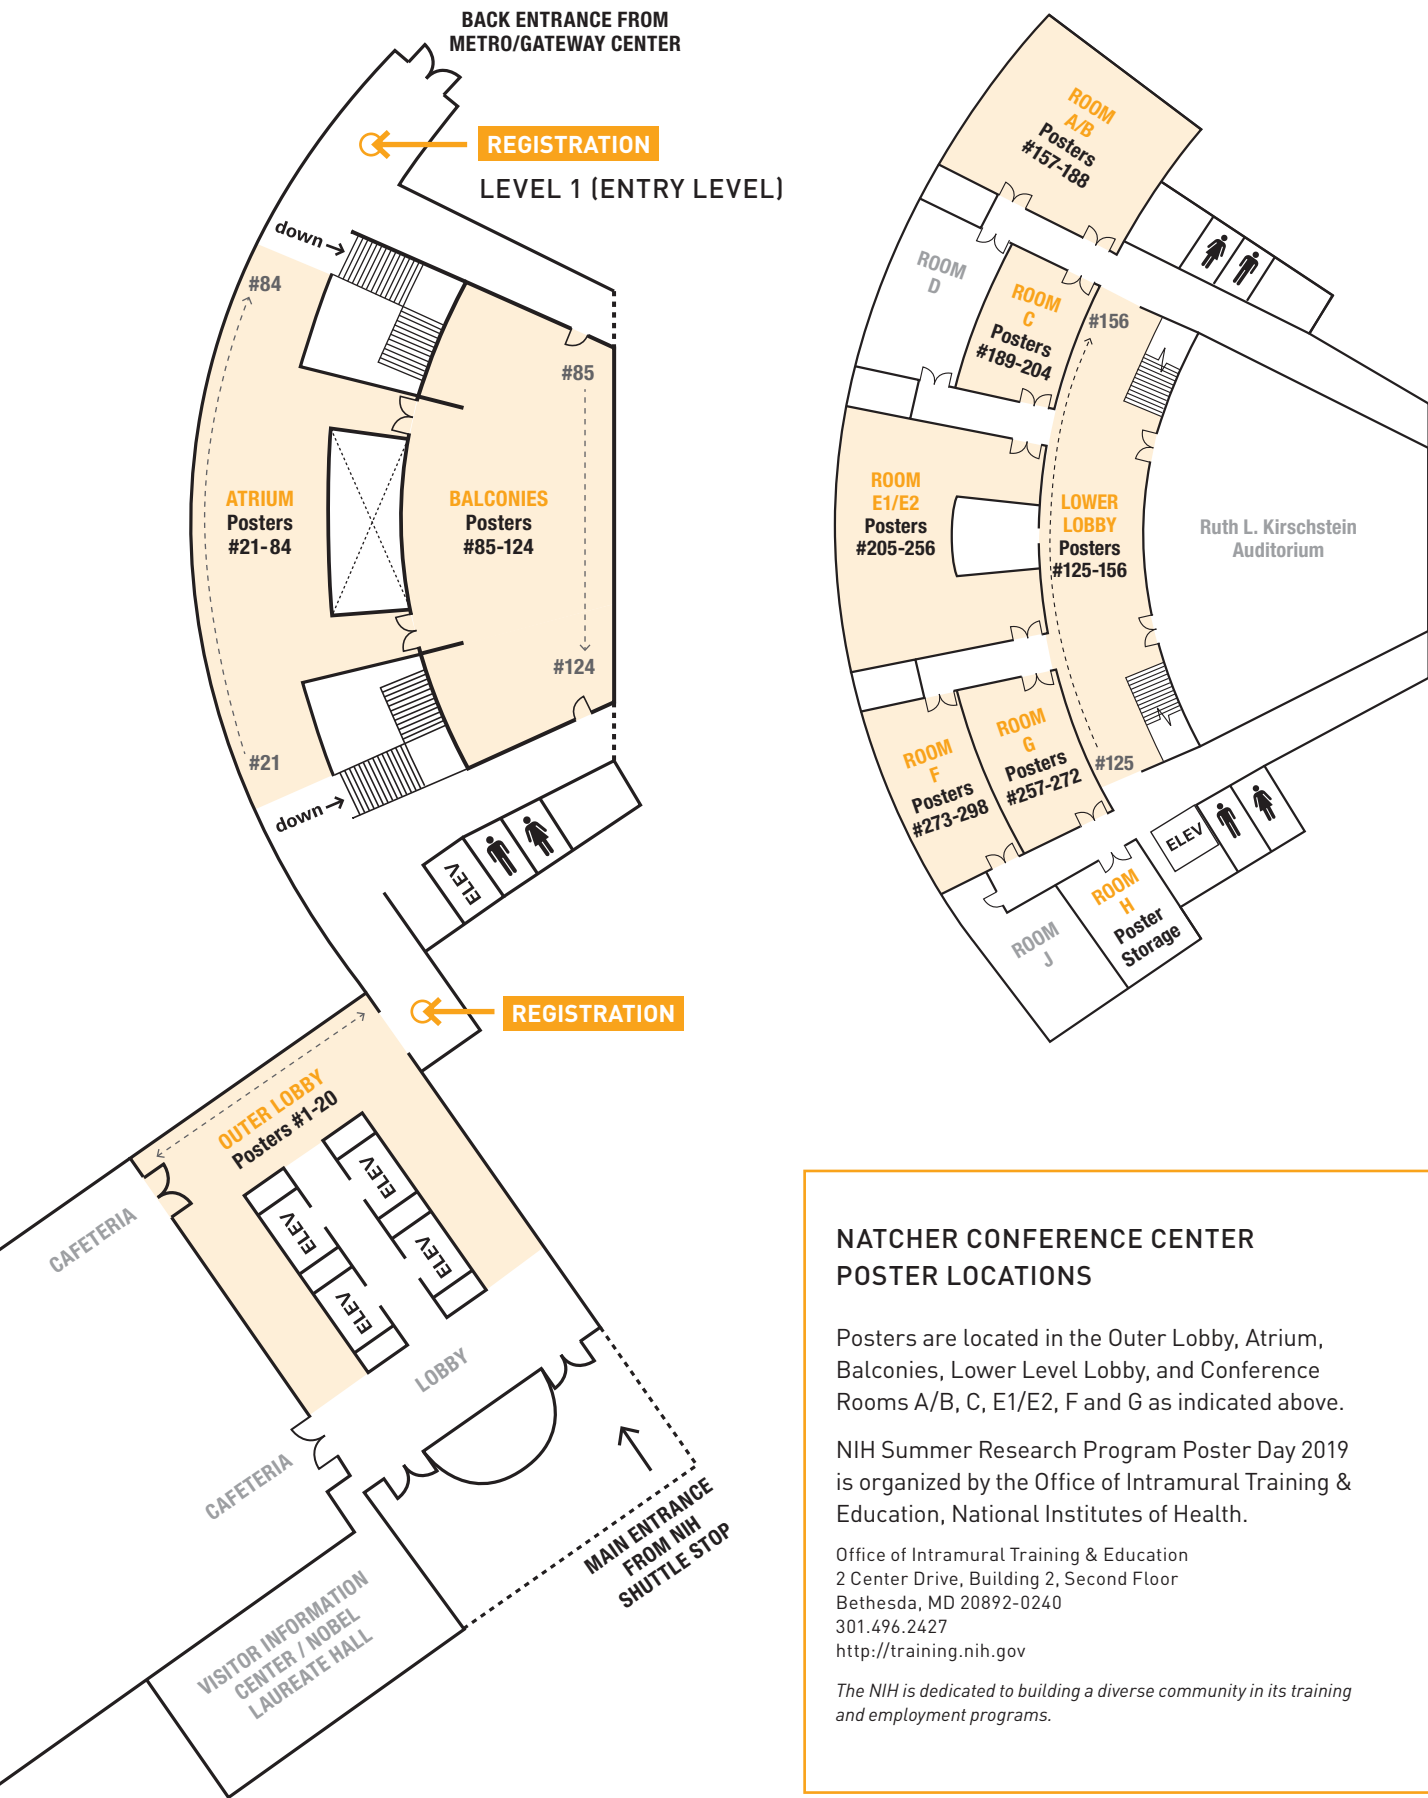 BACK ENTRANCE FROM
METRO/GATEWAY CENTER
REGISTRATION
LEVEL 1 (ENTRY LEVEL)
down
#84
#85
ATRIUM
Posters
#21-84
BALCONIES
Posters
#85-124
#124
#21
down
ELEV
REGISTRATION
OUTER LOBBY
Posters #1-20
ELEV
ELEV
ELEV
ELEV
CAFETERIA
LOBBY
CAFETERIA
MAIN ENTRANCE
FROM NIH
SHUTTLE STOP
VISITOR INFORMATION
CENTER / NOBEL
LAUREATE HALL
ROOM
A/B
Posters
#157-188
ROOM
D
ROOM
C
Posters
#189-204
#156
ROOM
E1/E2
Posters
#205-256
LOWER
LOBBY
Posters
#125-156
Ruth L. Kirschstein
Auditorium
ROOM
F
Posters
#273-298
ROOM
G
Posters
#257-272
#125
ELEV
ROOM
H
Poster
Storage
ROOM
J
NATCHER CONFERENCE CENTER
POSTER LOCATIONS
Posters are located in the Outer Lobby, Atrium,
Balconies, Lower Level Lobby, and Conference
Rooms A/B, C, E1/E2, F and G as indicated above.
NIH Summer Research Program Poster Day 2019
is organized by the Office of Intramural Training &
Education, National Institutes of Health.
Office of Intramural Training & Education
2 Center Drive, Building 2, Second Floor
Bethesda, MD 20892-0240
301.496.2427
http://training.nih.gov
The NIH is dedicated to building a diverse community in its training
and employment programs.